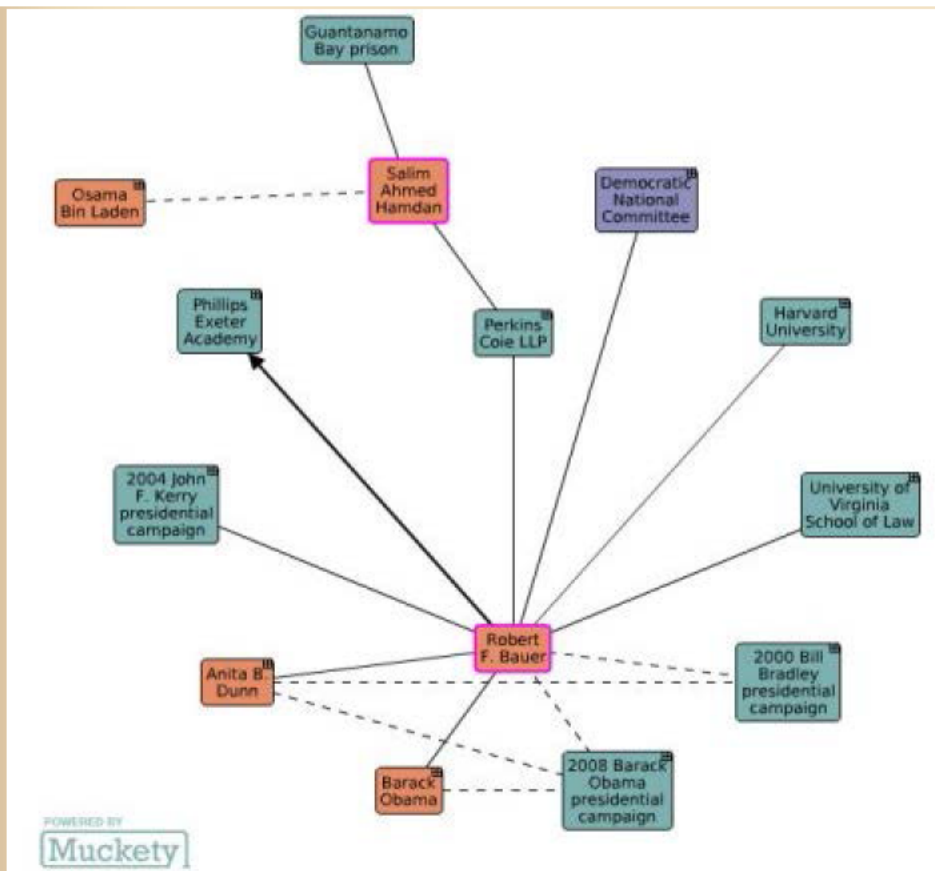 Guantanamo
Bay prison
Salim
Ahmed
Hamdan
Osama
Bin Laden
Democratic
National
Committee
Phillips
Exeter
Academy
Perkins
Coie LLP
Harvard
University
2004 John
F. Kerry
presidential
campaign
University of
Virginia
School of Law
Robert
F. Bauer
Anita B.
Dunn
2000 Bill
Bradley
presidential
campaign
Barack
Obama
2008 Barack
Obama
presidential
campaign
POWERED BY
Muckety